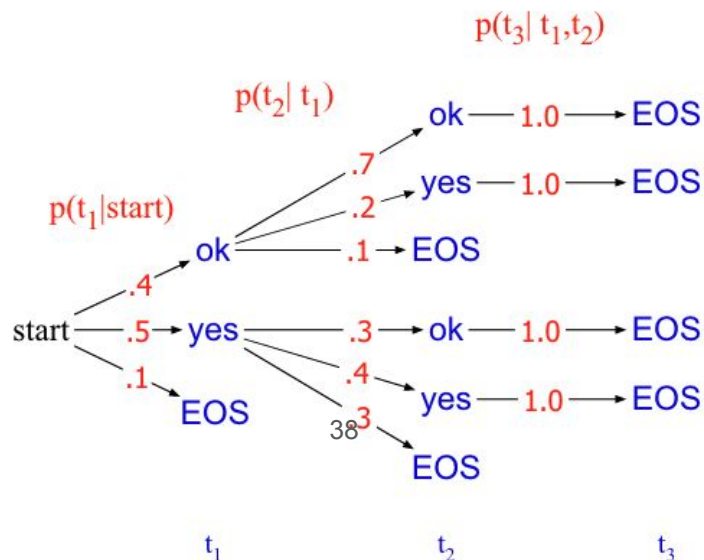 p(t₃| t₁,t₂)
p(t₂| t₁)
ok 1.0 EOS
.7
yes 1.0 EOS
.2
p(t₁|start)
ok .1 EOS
.4
start .5 yes .3 ok 1.0 EOS
.1
.4
yes 1.0 EOS
EOS
.3
38
EOS
t₁ t₂ t₃